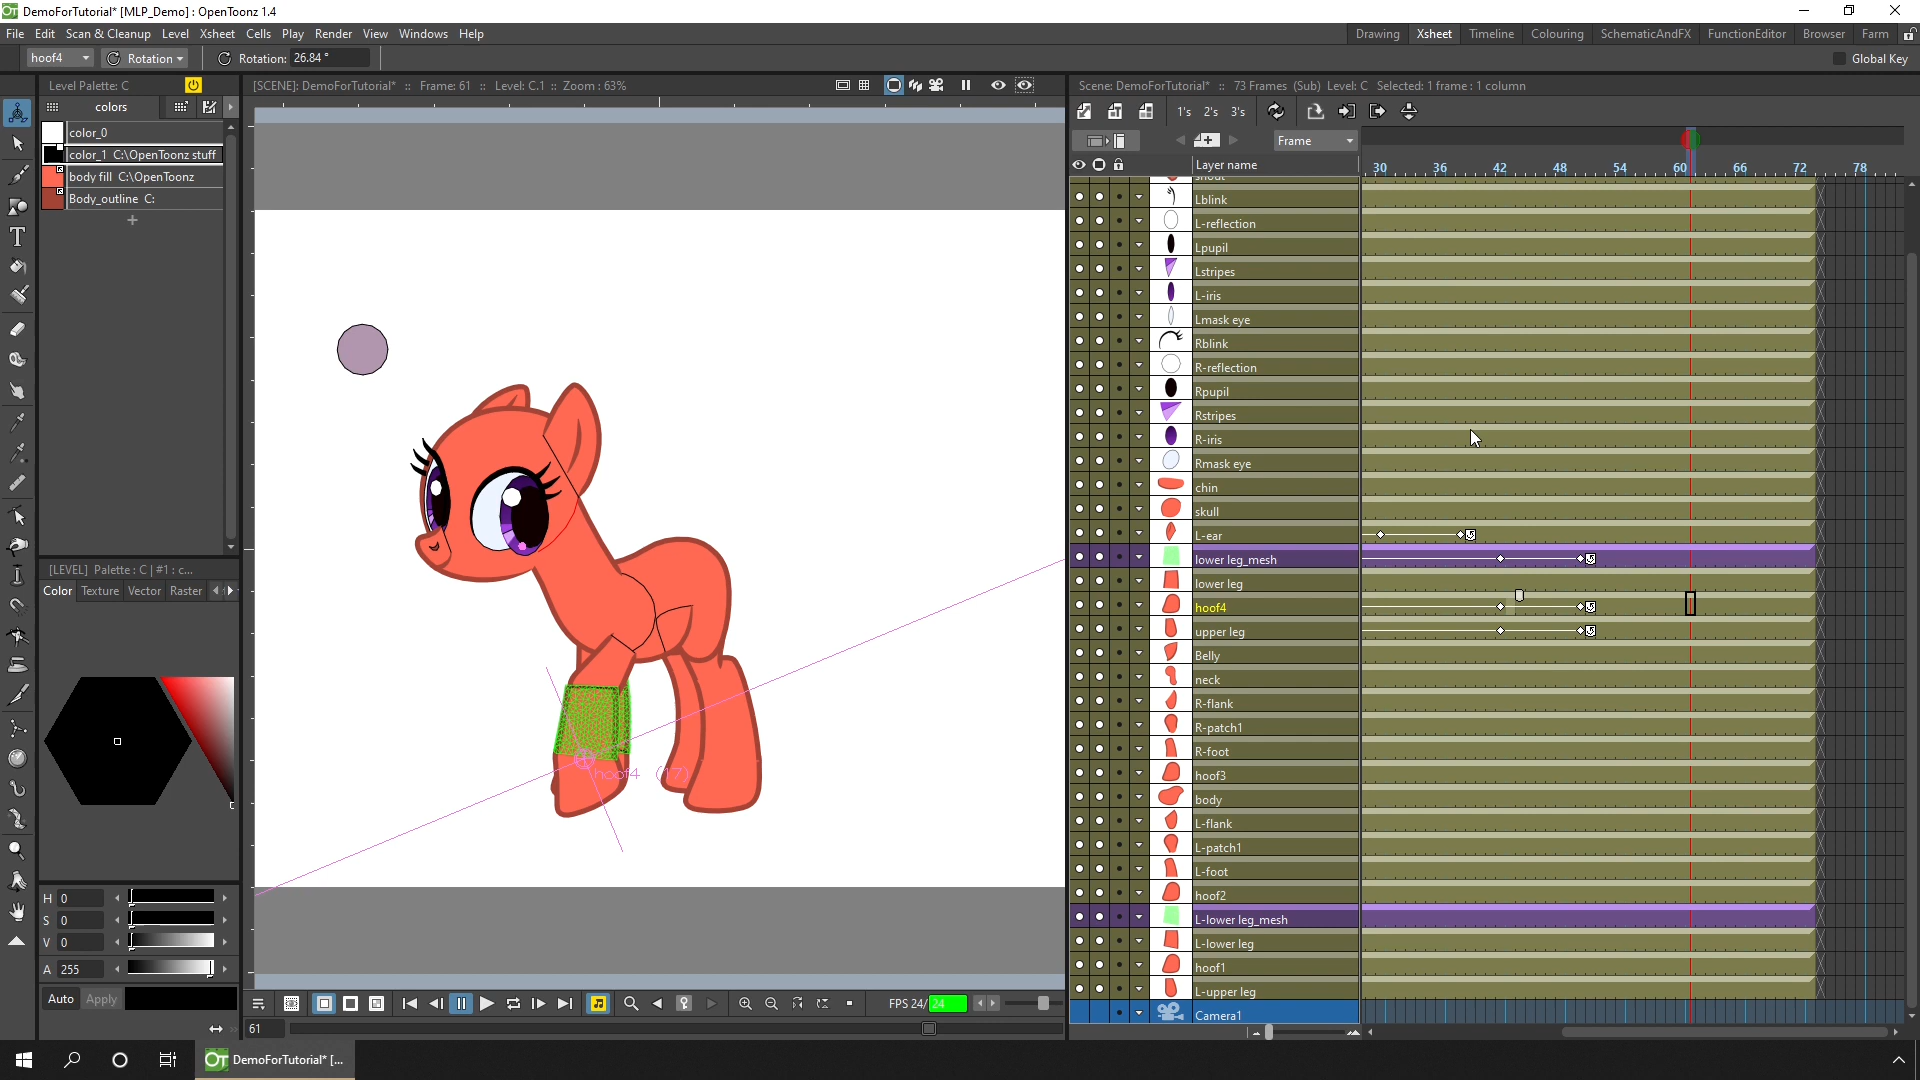 DemoForTutorial* [MLP_Demo] : OpenToonz 1.4
File Edit Scan & Cleanup Level Xsheet Cells Play Render View Windows Help
Drawing Xsheet Timeline Colouring SchematicAndFX FunctionEditor Browser Farm
hoof4 Rotation Rotation: 26.84 °
Global Key
Level Palette: C
[SCENE]: DemoForTutorial* :: Frame: 61 :: Level: C.1 :: Zoom : 63%
Scene: DemoForTutorial* :: 73 Frames (Sub) Level: C Selected: 1 frame : 1 column
colors
1's 2's 3's
color_0
color_1 C:\OpenToonz stuff
body fill C:\OpenToonz
Body_outline C:
+
Frame
Layer name
30 36 42 48 54 60 66 72 78
Lblink
L-reflection
Lpupil
Lstripes
L-iris
Lmask eye
Rblink
R-reflection
Rpupil
Rstripes
R-iris
Rmask eye
chin
skull
L-ear
lower leg_mesh
lower leg
hoof4
upper leg
Belly
neck
R-flank
R-patch1
R-foot
hoof3
body
L-flank
L-patch1
L-foot
hoof2
L-lower leg_mesh
L-lower leg
hoof1
L-upper leg
Camera1
[LEVEL] Palette : C | #1 : c...
Color Texture Vector Raster
hoof4 (17)
H 0
S 0
V 0
A 255
Auto Apply
FPS 24/24
61
DemoForTutorial* [...